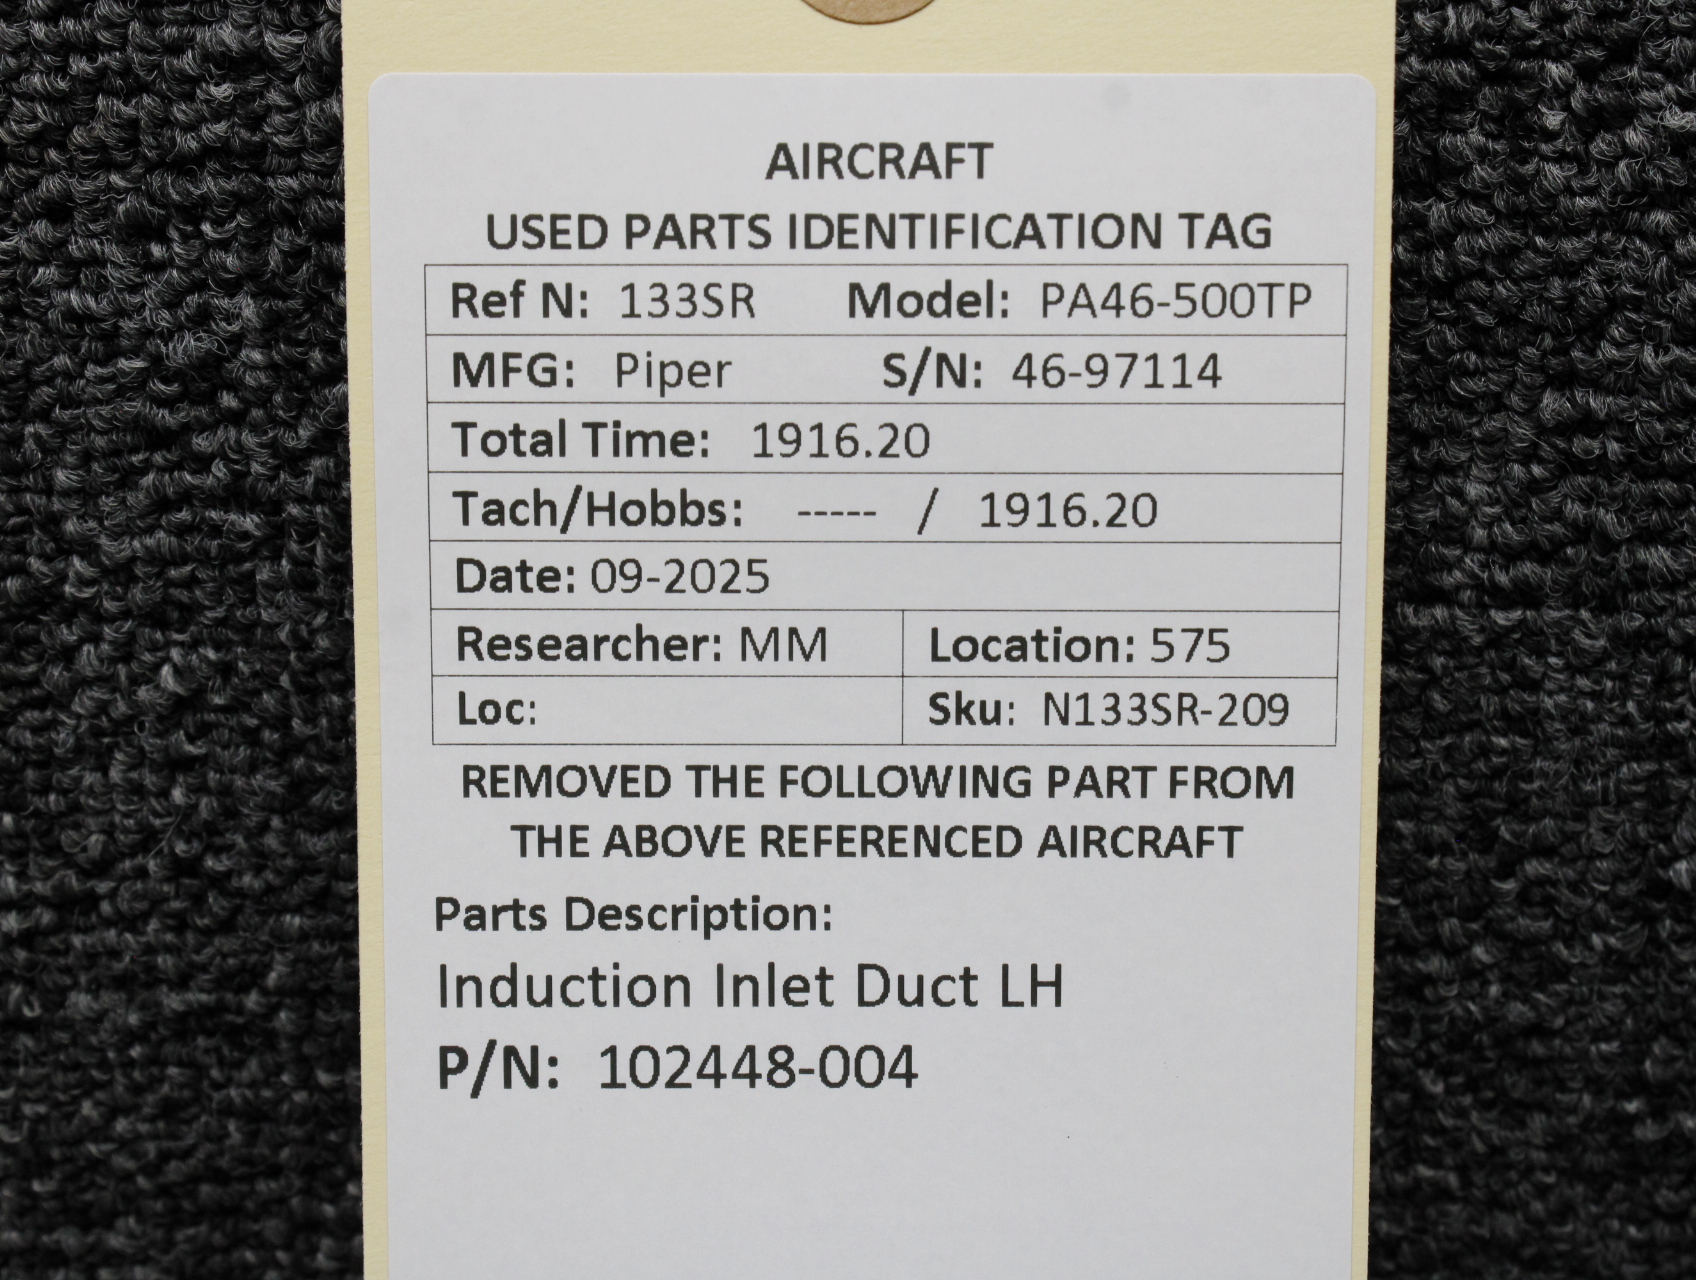 AIRCRAFT
USED PARTS IDENTIFICATION TAG
Ref N: 133SR Model: PA46-500TP
MFG: Piper S/N: 46-97114
Total Time: 1916.20
Tach/Hobbs: ----- / 1916.20
Date: 09-2025
Researcher: MM Location: 575
Loc: Sku: N133SR-209
REMOVED THE FOLLOWING PART FROM
THE ABOVE REFERENCED AIRCRAFT
Parts Description:
Induction Inlet Duct LH
P/N: 102448-004